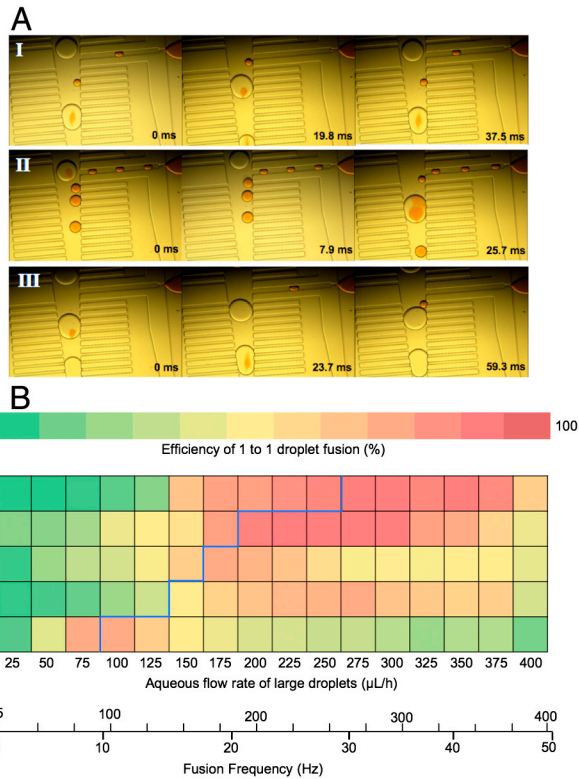 A
I
0 ms
19.8 ms
37.5 ms
II
0 ms
7.9 ms
25.7 ms
III
0 ms
23.7 ms
59.3 ms
B
100
Efficiency of 1 to 1 droplet fusion (%)
25 50 75 100 125 150 175 200 225 250 275 300 325 350 375 400
Aqueous flow rate of large droplets (µL/h)
100 200 300 400
10 20 30 40 50
Fusion Frequency (Hz)